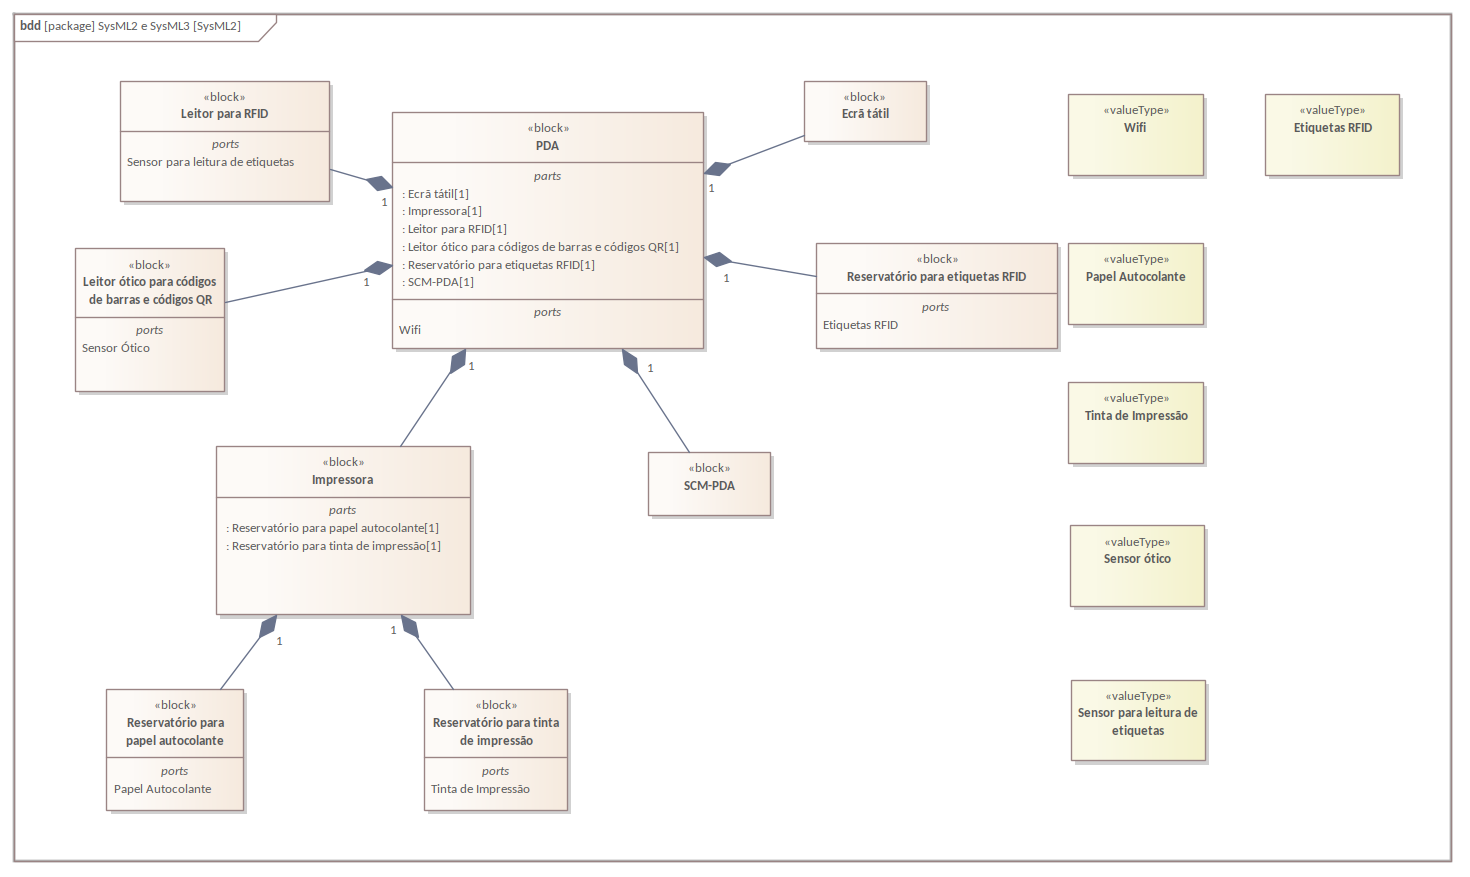 bdd [package] SysML2 e SysML3 [SysML2]
«block»
Leitor para RFID
ports
Sensor para leitura de etiquetas
«block»
PDA
parts
: Ecrã tátil[1]
: Impressora[1]
: Leitor para RFID[1]
: Leitor ótico para códigos de barras e códigos QR[1]
: Reservatório para etiquetas RFID[1]
: SCM-PDA[1]
ports
Wifi
«block»
Ecrã tátil
«valueType»
Wifi
«valueType»
Etiquetas RFID
1
1
1
1
1
1
«block»
Leitor ótico para códigos
de barras e códigos QR
ports
Sensor Ótico
«block»
Reservatório para etiquetas RFID
ports
Etiquetas RFID
«valueType»
Papel Autocolante
«valueType»
Tinta de Impressão
«block»
Impressora
parts
: Reservatório para papel autocolante[1]
: Reservatório para tinta de impressão[1]
«block»
SCM-PDA
«valueType»
Sensor ótico
1
1
«block»
Reservatório para
papel autocolante
ports
Papel Autocolante
«block»
Reservatório para tinta
de impressão
ports
Tinta de Impressão
«valueType»
Sensor para leitura de
etiquetas